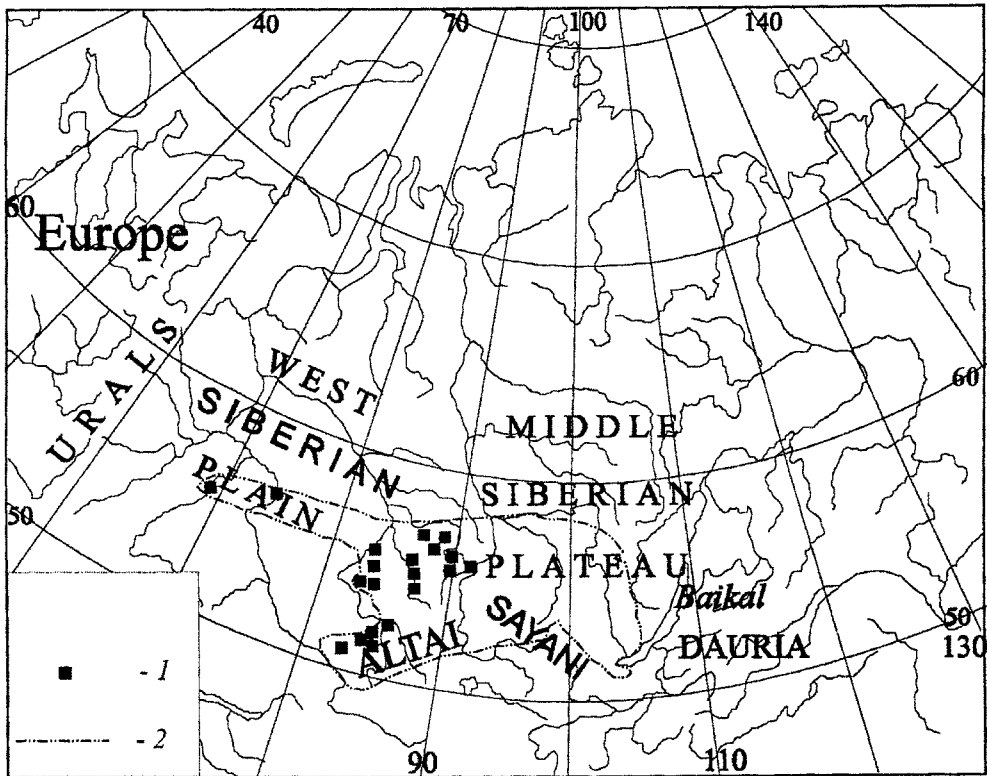 40 70 100 140
60
Europe
URALS
WEST
SIBERIAN
PLAIN
MIDDLE
SIBERIAN
PLATEAU
60
50
SAYANI
ALTAI
Baikal
DAURIA
50
130
90
110
- 1
- 2